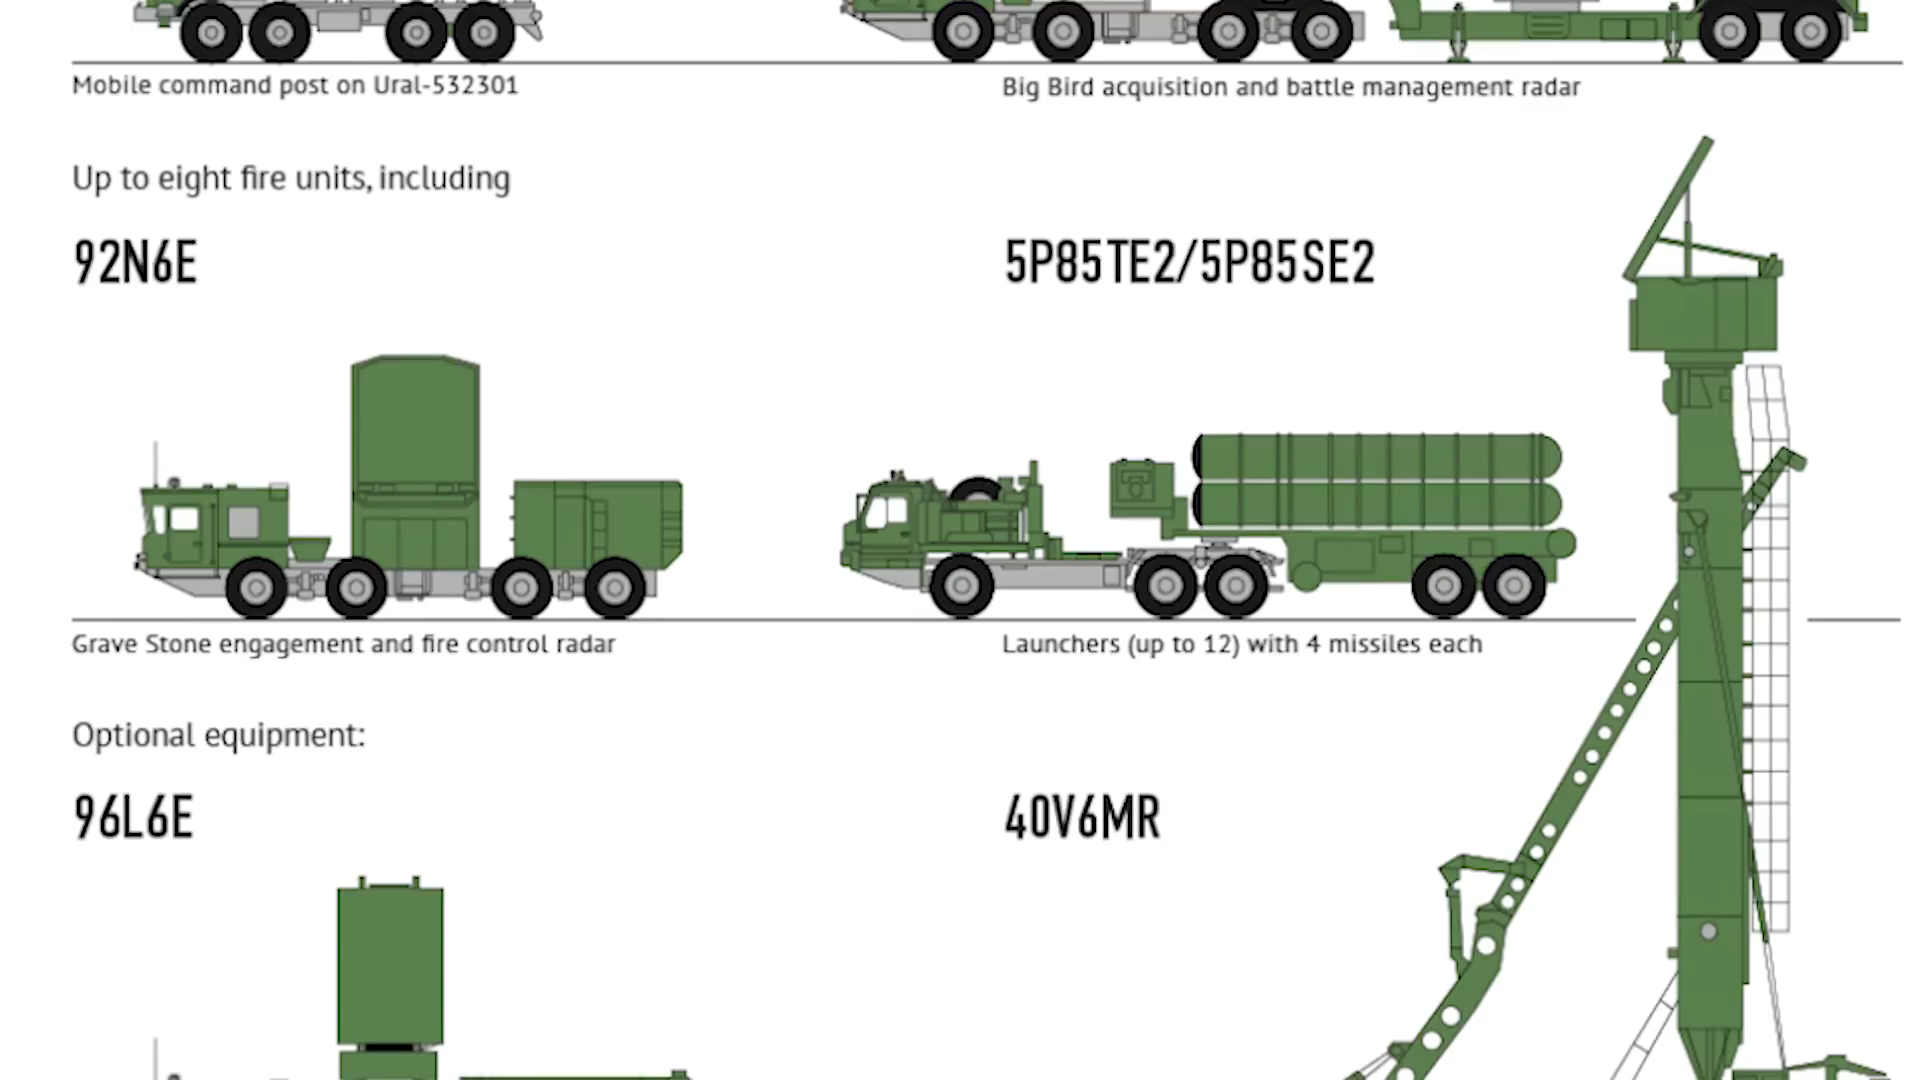 Mobile command post on Ural-532301
Big Bird acquisition and battle management radar
Up to eight fire units, including
92N6E
5P85TE2/5P85SE2
Grave Stone engagement and fire control radar
Launchers (up to 12) with 4 missiles each
Optional equipment:
96L6E
40V6MR